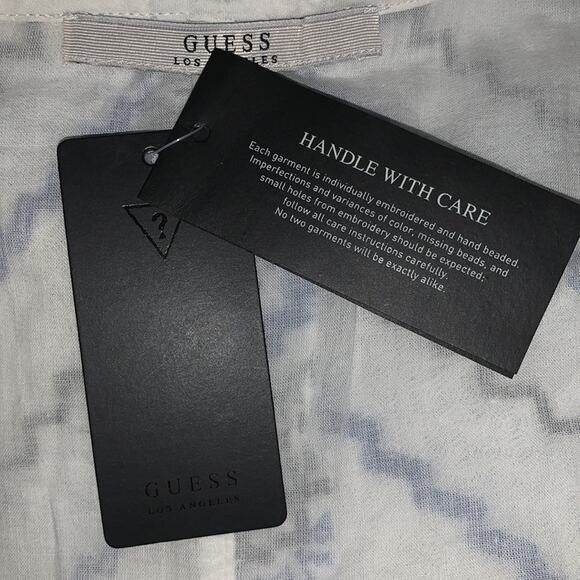 GUESS
LOS ANGELES
HANDLE WITH CARE
Each garment is individually embroidered and hand beaded.
Imperfections and variances of color, missing beads, and
small holes from embroidery should be expected;
follow all care instructions carefully.
No two garments will be exactly alike.
?
GUESS
LOS ANGELES